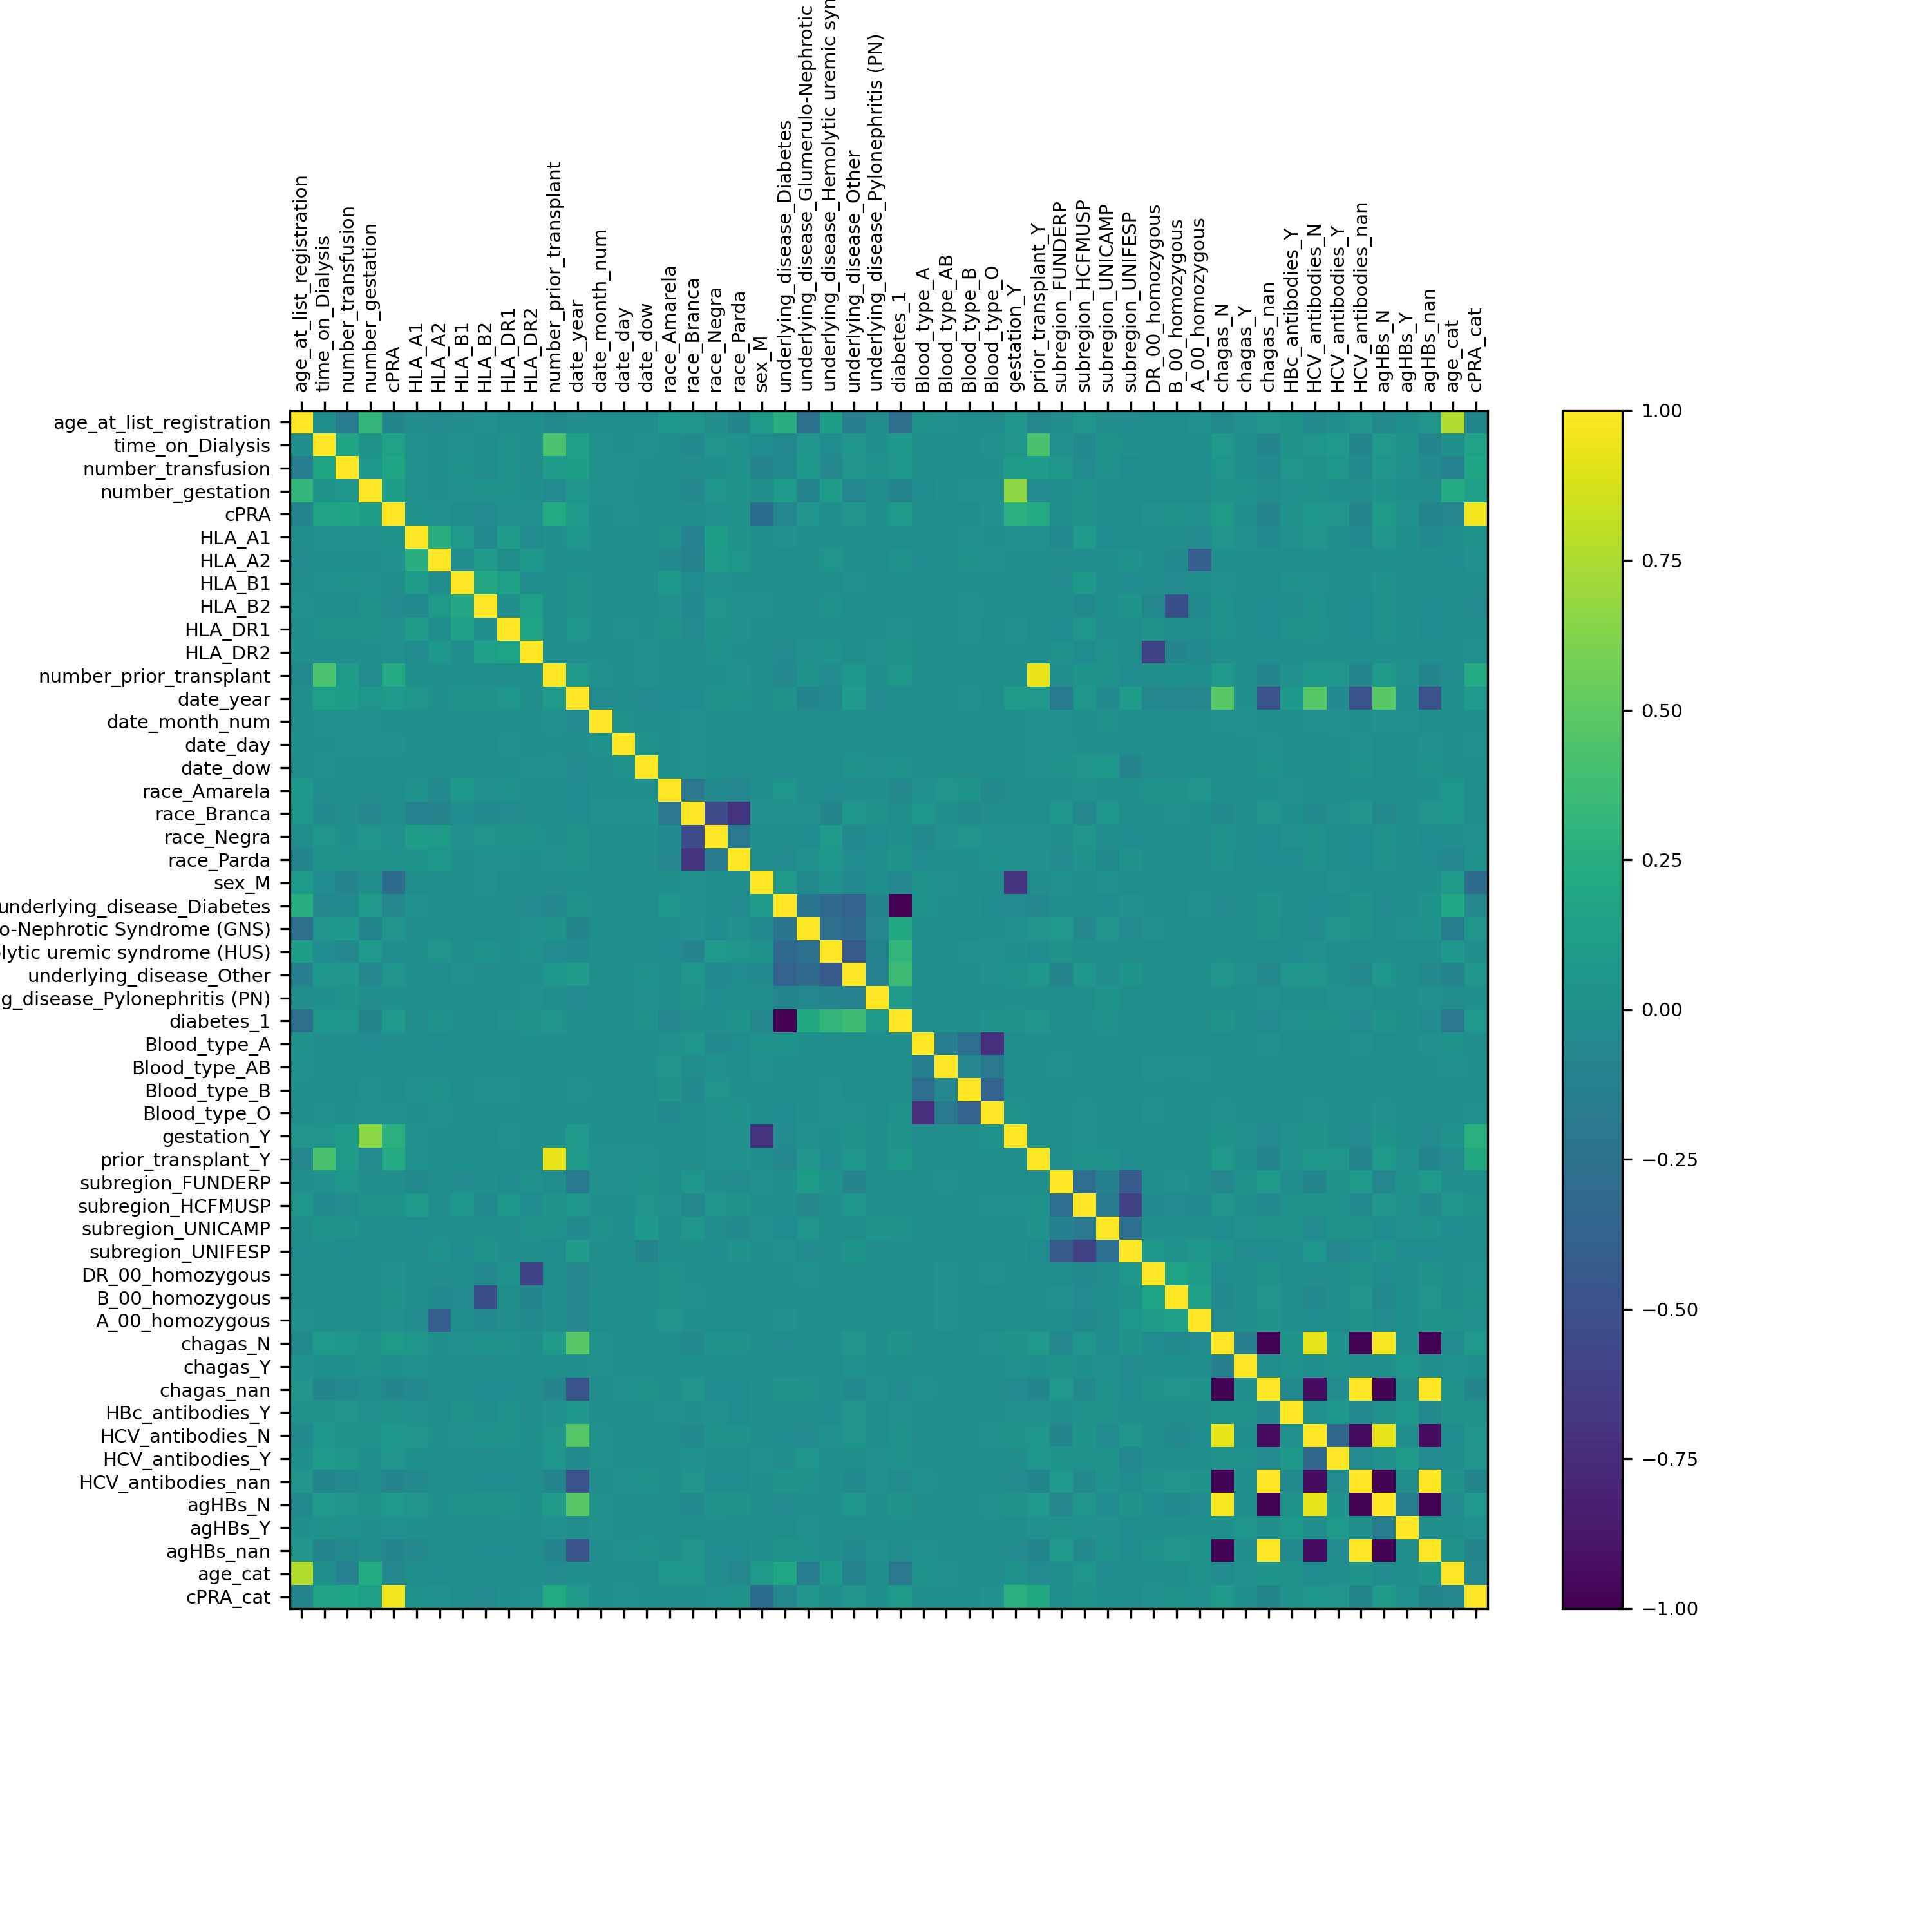 age_at_list_registration
time_on_Dialysis
number_transfusion
number_gestation
cPRA
HLA_A1
HLA_A2
HLA_B1
HLA_B2
HLA_DR1
HLA_DR2
number_prior_transplant
date_year
date_month_num
date_day
date_dow
race_Amarela
race_Branca
race_Negra
race_Parda
sex_M
underlying_disease_Diabetes
underlying_disease_Glumerulo-Nephrotic
underlying_disease_Hemolytic uremic syn
underlying_disease_Other
underlying_disease_Pylonephritis (PN)
diabetes_1
Blood_type_A
Blood_type_AB
Blood_type_B
Blood_type_O
gestation_Y
prior_transplant_Y
subregion_FUNDERP
subregion_HCFMUSP
subregion_UNICAMP
subregion_UNIFESP
DR_00_homozygous
B_00_homozygous
A_00_homozygous
chagas_N
chagas_Y
chagas_nan
HBc_antibodies_Y
HCV_antibodies_N
HCV_antibodies_Y
HCV_antibodies_nan
agHBs_N
agHBs_Y
agHBs_nan
age_cat
cPRA_cat
age_at_list_registration
time_on_Dialysis
number_transfusion
number_gestation
cPRA
HLA_A1
HLA_A2
HLA_B1
HLA_B2
HLA_DR1
HLA_DR2
number_prior_transplant
date_year
date_month_num
date_day
date_dow
race_Amarela
race_Branca
race_Negra
race_Parda
sex_M
underlying_disease_Diabetes
o-Nephrotic Syndrome (GNS)
lytic uremic syndrome (HUS)
underlying_disease_Other
g_disease_Pylonephritis (PN)
diabetes_1
Blood_type_A
Blood_type_AB
Blood_type_B
Blood_type_O
gestation_Y
prior_transplant_Y
subregion_FUNDERP
subregion_HCFMUSP
subregion_UNICAMP
subregion_UNIFESP
DR_00_homozygous
B_00_homozygous
A_00_homozygous
chagas_N
chagas_Y
chagas_nan
HBc_antibodies_Y
HCV_antibodies_N
HCV_antibodies_Y
HCV_antibodies_nan
agHBs_N
agHBs_Y
agHBs_nan
age_cat
cPRA_cat
1.00
0.75
0.50
0.25
0.00
−0.25
−0.50
−0.75
−1.00